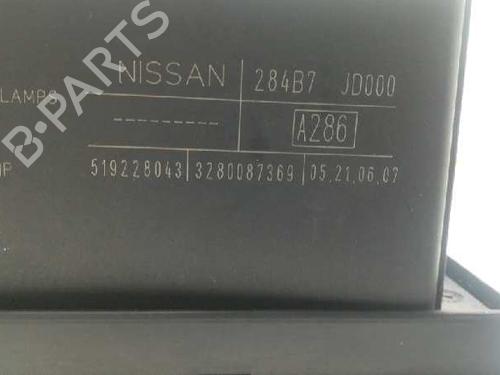 NISSAN 284B7 JD000
LAMPS
--------- A286
519228043 3280087369 05.21.06.07
B-PARTS